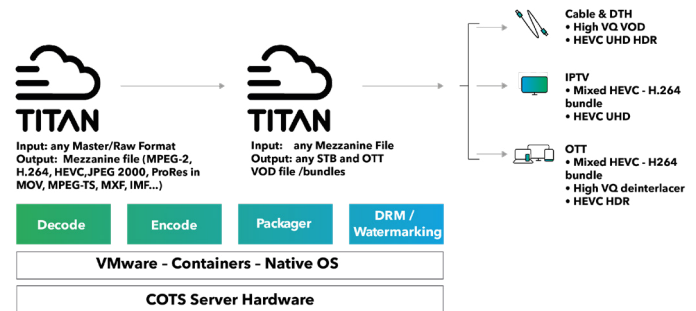 TITAN
Input: any Master/Raw Format
Output: Mezzanine file (MPEG-2,
H.264, HEVC,JPEG 2000, ProRes in
MOV, MPEG-TS, MXF, IMF...)
TITAN
Input: any Mezzanine File
Output: any STB and OTT
VOD file /bundles
Cable & DTH
• High VQ VOD
• HEVC UHD HDR
IPTV
• Mixed HEVC - H.264
bundle
• HEVC UHD
OTT
• Mixed HEVC - H264
bundle
• High VQ deinterlacer
• HEVC HDR
Decode
Encode
Packager
DRM /
Watermarking
VMware – Containers – Native OS
COTS Server Hardware